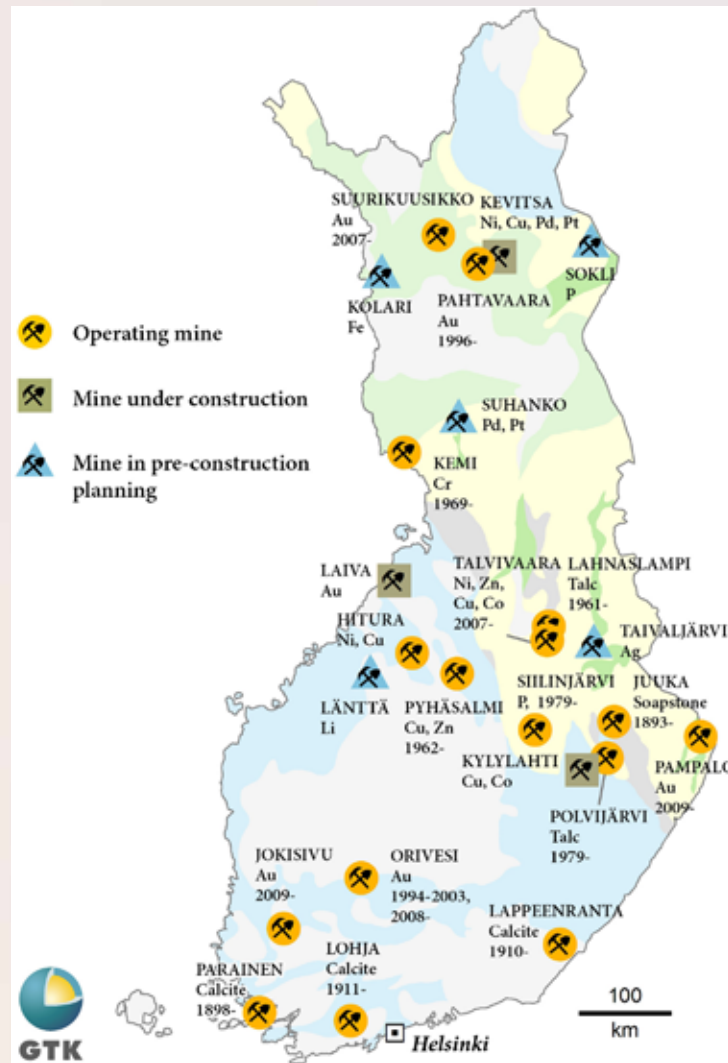 SUURIKUUSIKKO
Au
2007-
KEVITSA
Ni, Cu, Pd, Pt
SOKLI
P
KOLARI
Fe
PAHTAVAARA
Au
1996-
Operating mine
Mine under construction
Mine in pre-construction
planning
SUHANKO
Pd, Pt
KEMI
Cr
1969-
LAIVA
Au
TALVIVAARA
Ni, Zn,
Cu, Co
2007-
LAHNASLAMPI
Talc
1961-
HITURA
Ni, Cu
TAIVALJÄRVI
Ag
LÄNTTÄ
Li
PYHÄSALMI
Cu, Zn
1962-
SIILINJÄRVI
P, 1979-
JUUKA
Soapstone
1893-
KYLYLAHTI
Cu, Co
PAMPALO
Au
2009-
POLVIJÄRVI
Talc
1979-
JOKISIVU
Au
2009-
ORIVESI
Au
1994-2003,
2008-
LAPPEENRANTA
Calcite
1910-
PARAINEN
Calcite
1898-
LOHJA
Calcite
1911-
Helsinki
100
km
GTK